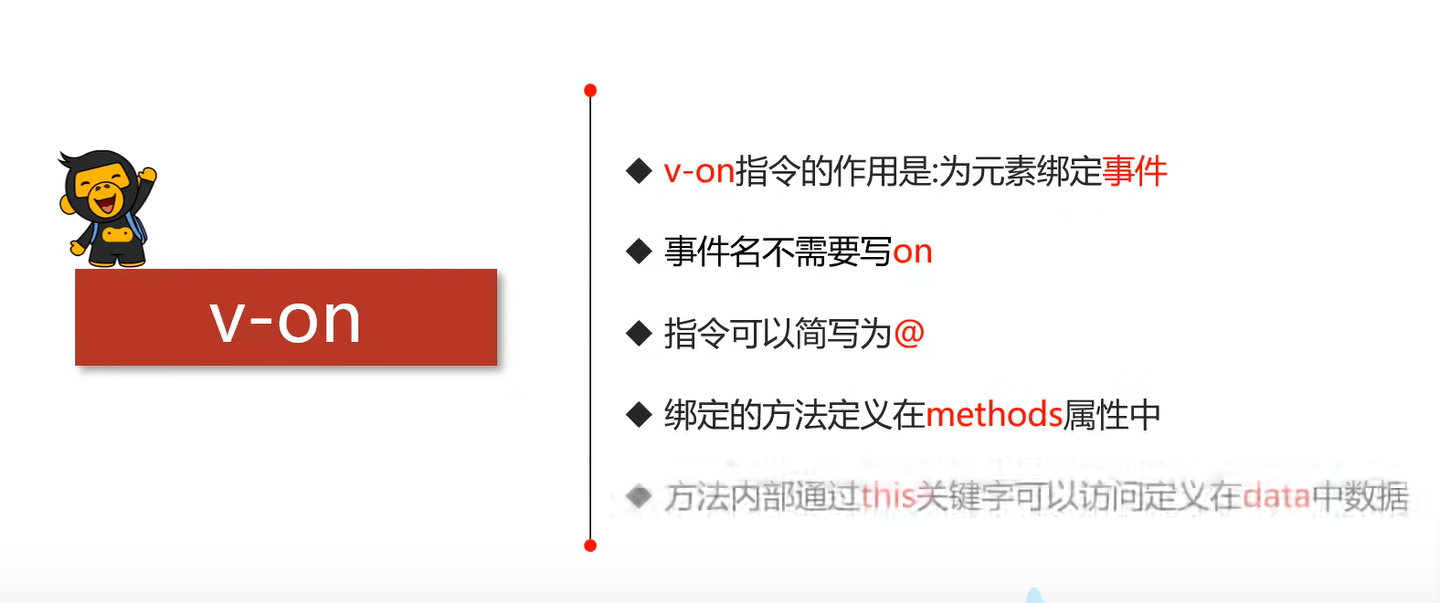 v-on
v-on指令的作用是:为元素绑定事件
事件名不需要写on
指令可以简写为@
绑定的方法定义在methods属性中
方法内部通过this关键字可以访问定义在data中数据